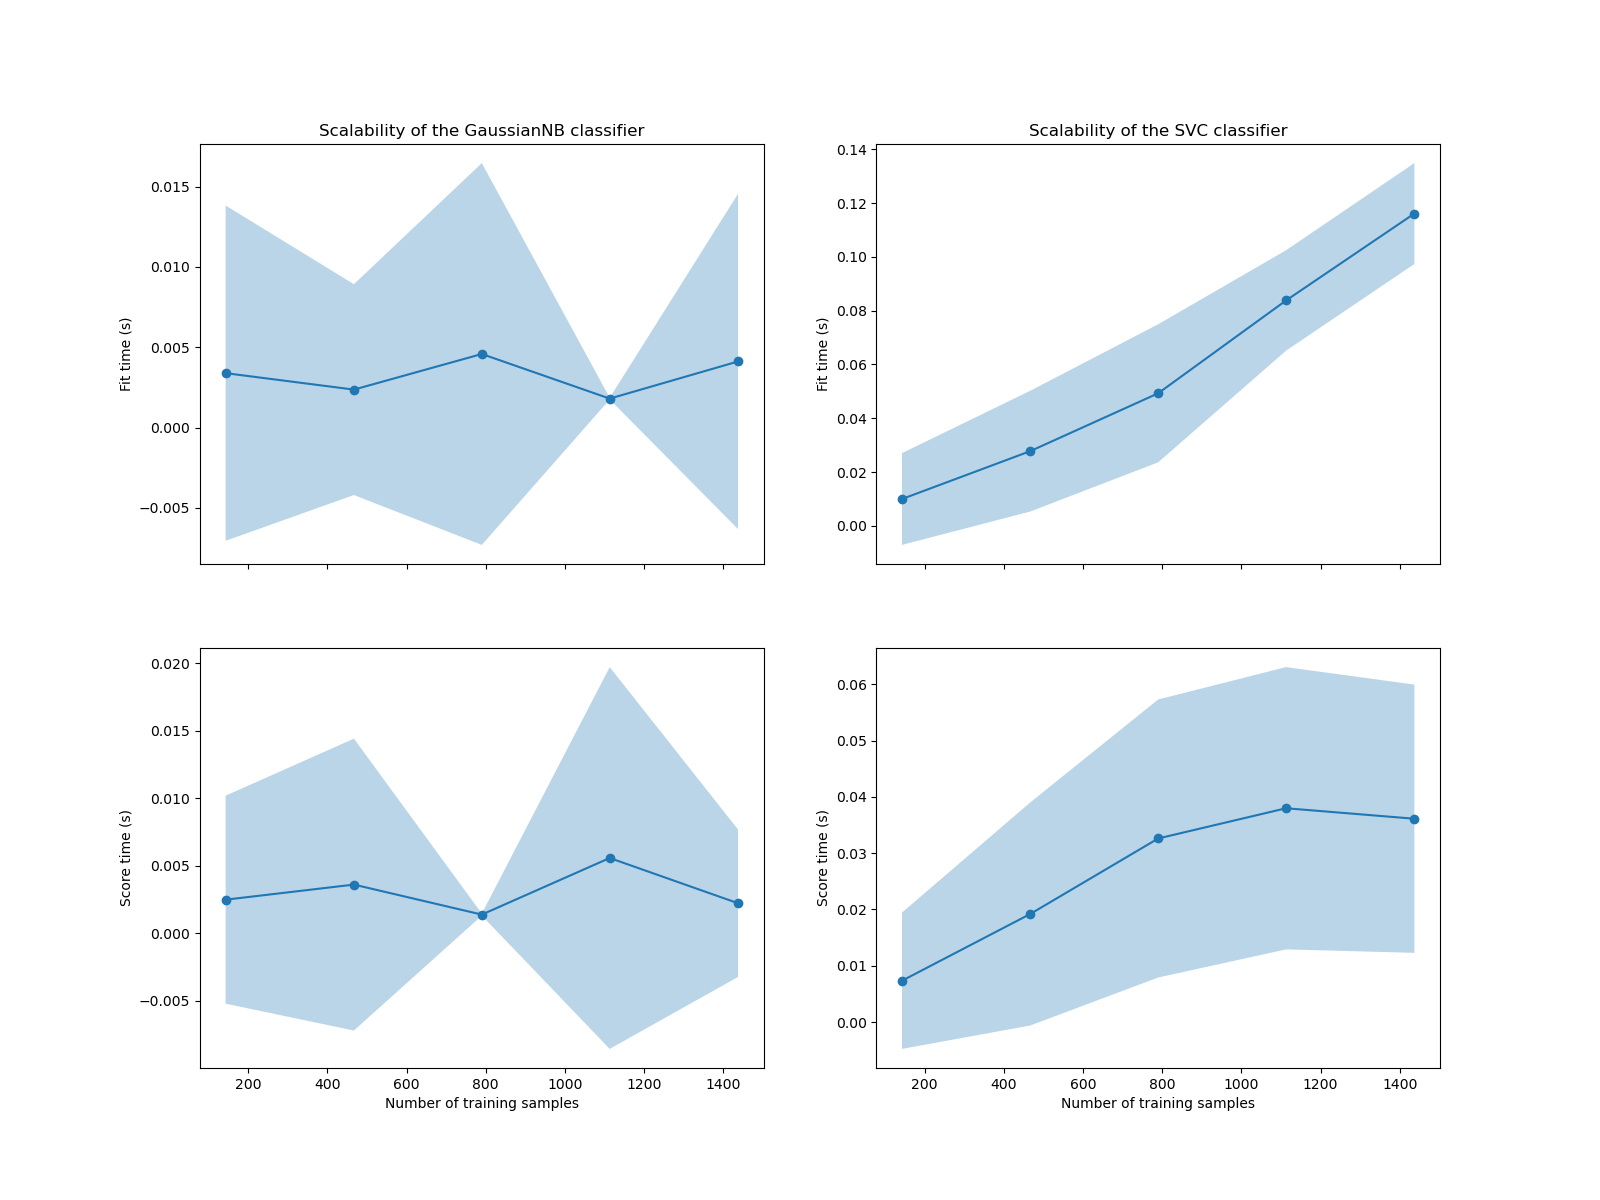 Scalability of the GaussianNB classifier
0.015
0.010
0.005
0.000
−0.005
Fit time (s)
Scalability of the SVC classifier
0.14
0.12
0.10
0.08
0.06
0.04
0.02
0.00
Fit time (s)
0.020
0.015
0.010
0.005
0.000
−0.005
Score time (s)
200 400 600 800 1000 1200 1400
Number of training samples
0.06
0.05
0.04
0.03
0.02
0.01
0.00
Score time (s)
200 400 600 800 1000 1200 1400
Number of training samples